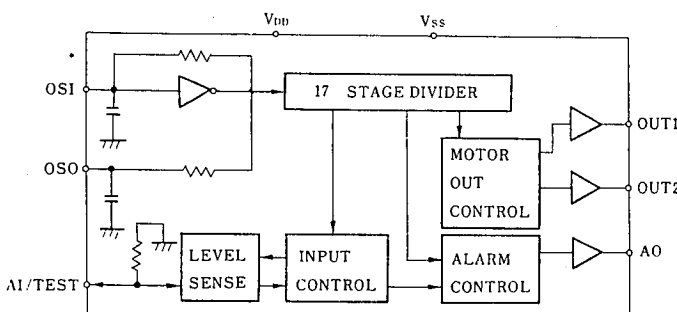 VDD VSS
OSI
17 STAGE DIVIDER
OUT1
MOTOR
OUT
CONTROL
OSO
OUT2
LEVEL
SENSE
INPUT
CONTROL
ALARM
CONTROL
AO
AI/TEST